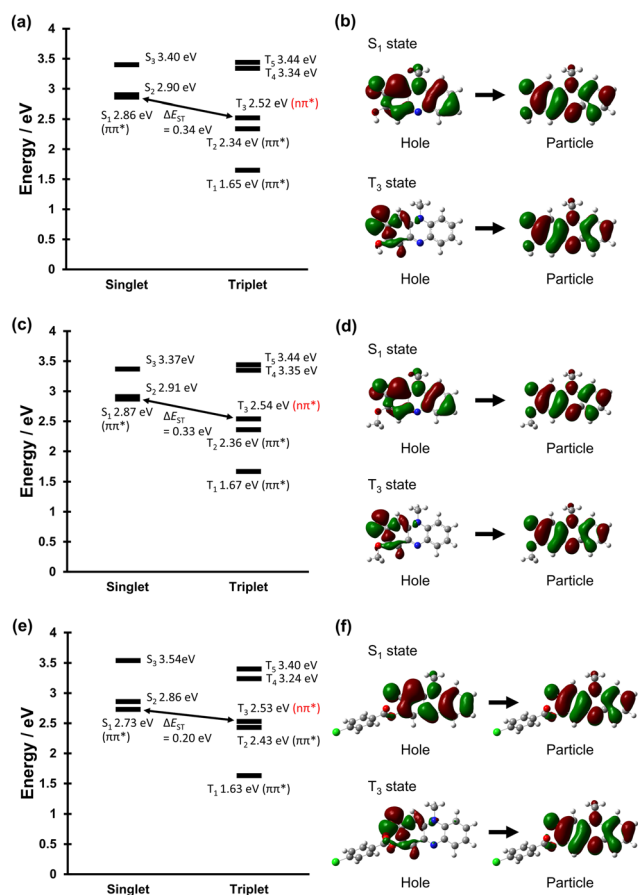 (a)
4
3.5
3
2.5
2
1.5
1
0.5
0
Energy / eV
S3 3.40 eV
S2 2.90 eV
S1 2.86 eV
(ππ*)
ΔEST
= 0.34 eV
T5 3.44 eV
T4 3.34 eV
T3 2.52 eV (nπ*)
T2 2.34 eV (ππ*)
T1 1.65 eV (ππ*)
Singlet
Triplet
(b)
S1 state
Hole
Particle
T3 state
Hole
Particle
(c)
4
3.5
3
2.5
2
1.5
1
0.5
0
Energy / eV
S3 3.37eV
S2 2.91 eV
S1 2.87 eV
(ππ*)
ΔEST
= 0.33 eV
T5 3.44 eV
T4 3.35 eV
T3 2.54 eV (nπ*)
T2 2.36 eV (ππ*)
T1 1.67 eV (ππ*)
Singlet
Triplet
(d)
S1 state
Hole
Particle
T3 state
Hole
Particle
(e)
4
3.5
3
2.5
2
1.5
1
0.5
0
Energy / eV
S3 3.54eV
S2 2.86 eV
S1 2.73 eV
(ππ*)
ΔEST
= 0.20 eV
T5 3.40 eV
T4 3.24 eV
T3 2.53 eV (nπ*)
T2 2.43 eV (ππ*)
T1 1.63 eV (ππ*)
Singlet
Triplet
(f)
S1 state
Hole
Particle
T3 state
Hole
Particle